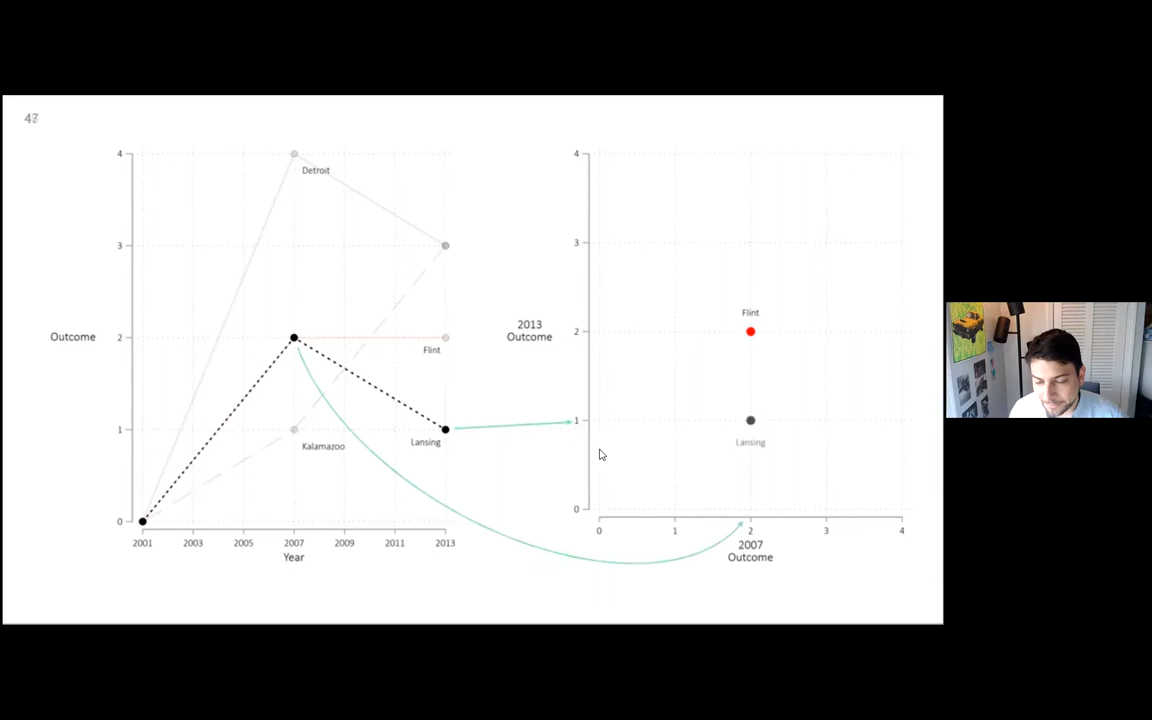 4
3
2
1
0
Outcome
Detroit
Flint
Kalamazoo
Lansing
2001 2003 2005 2007 2009 2011 2013
Year
4
3
2
1
0
2013
Outcome
Flint
Lansing
0 1 2 3 4
2007
Outcome